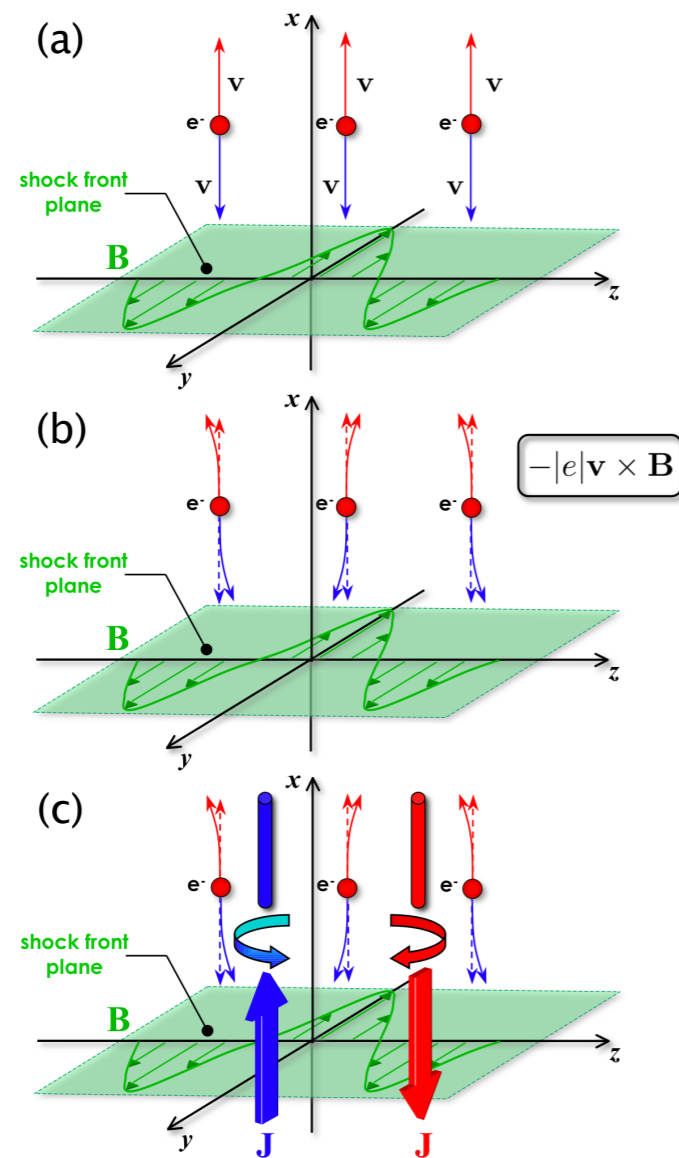 (a)
x
v
v
v
e-
e-
e-
v
v
v
shock front
plane
B
z
y
(b)
x
−|e|v × B
e-
e-
e-
shock front
plane
B
z
y
(c)
x
e-
e-
e-
shock front
plane
B
z
y
J
J